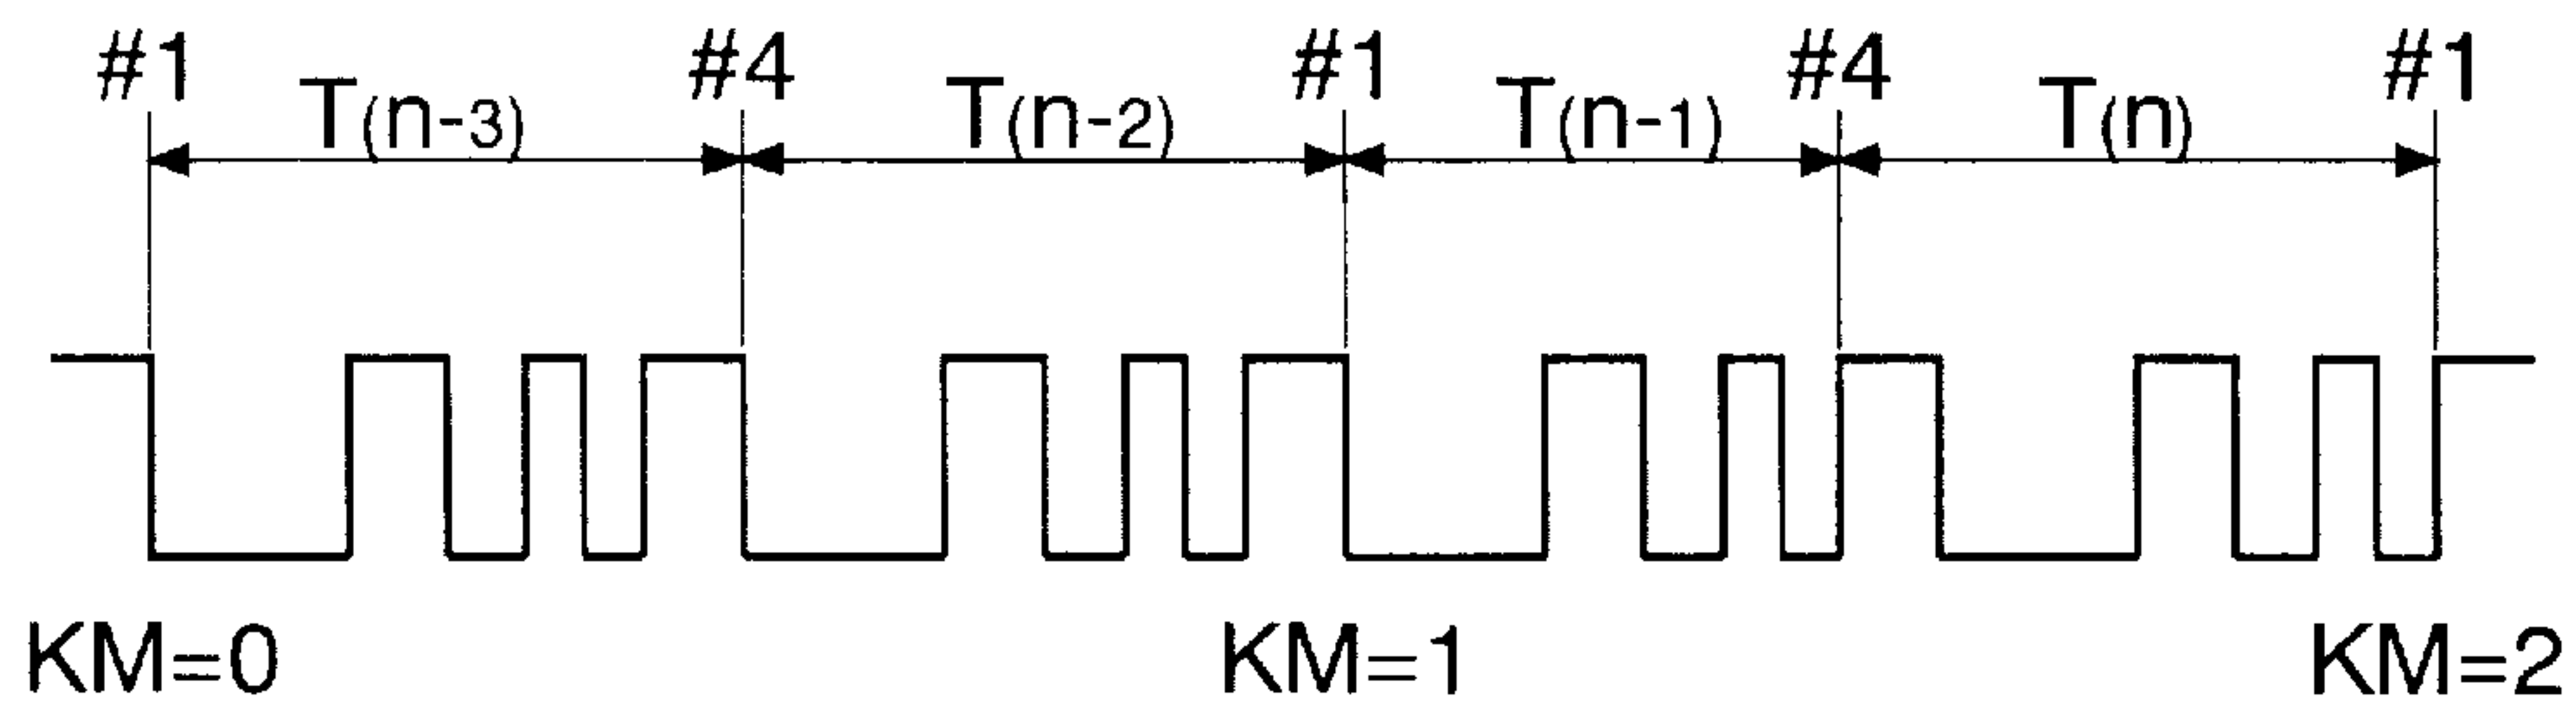 #1 #4 #1 #4 #1
T(n-3) T(n-2) T(n-1) T(n)
KM=0 KM=1 KM=2